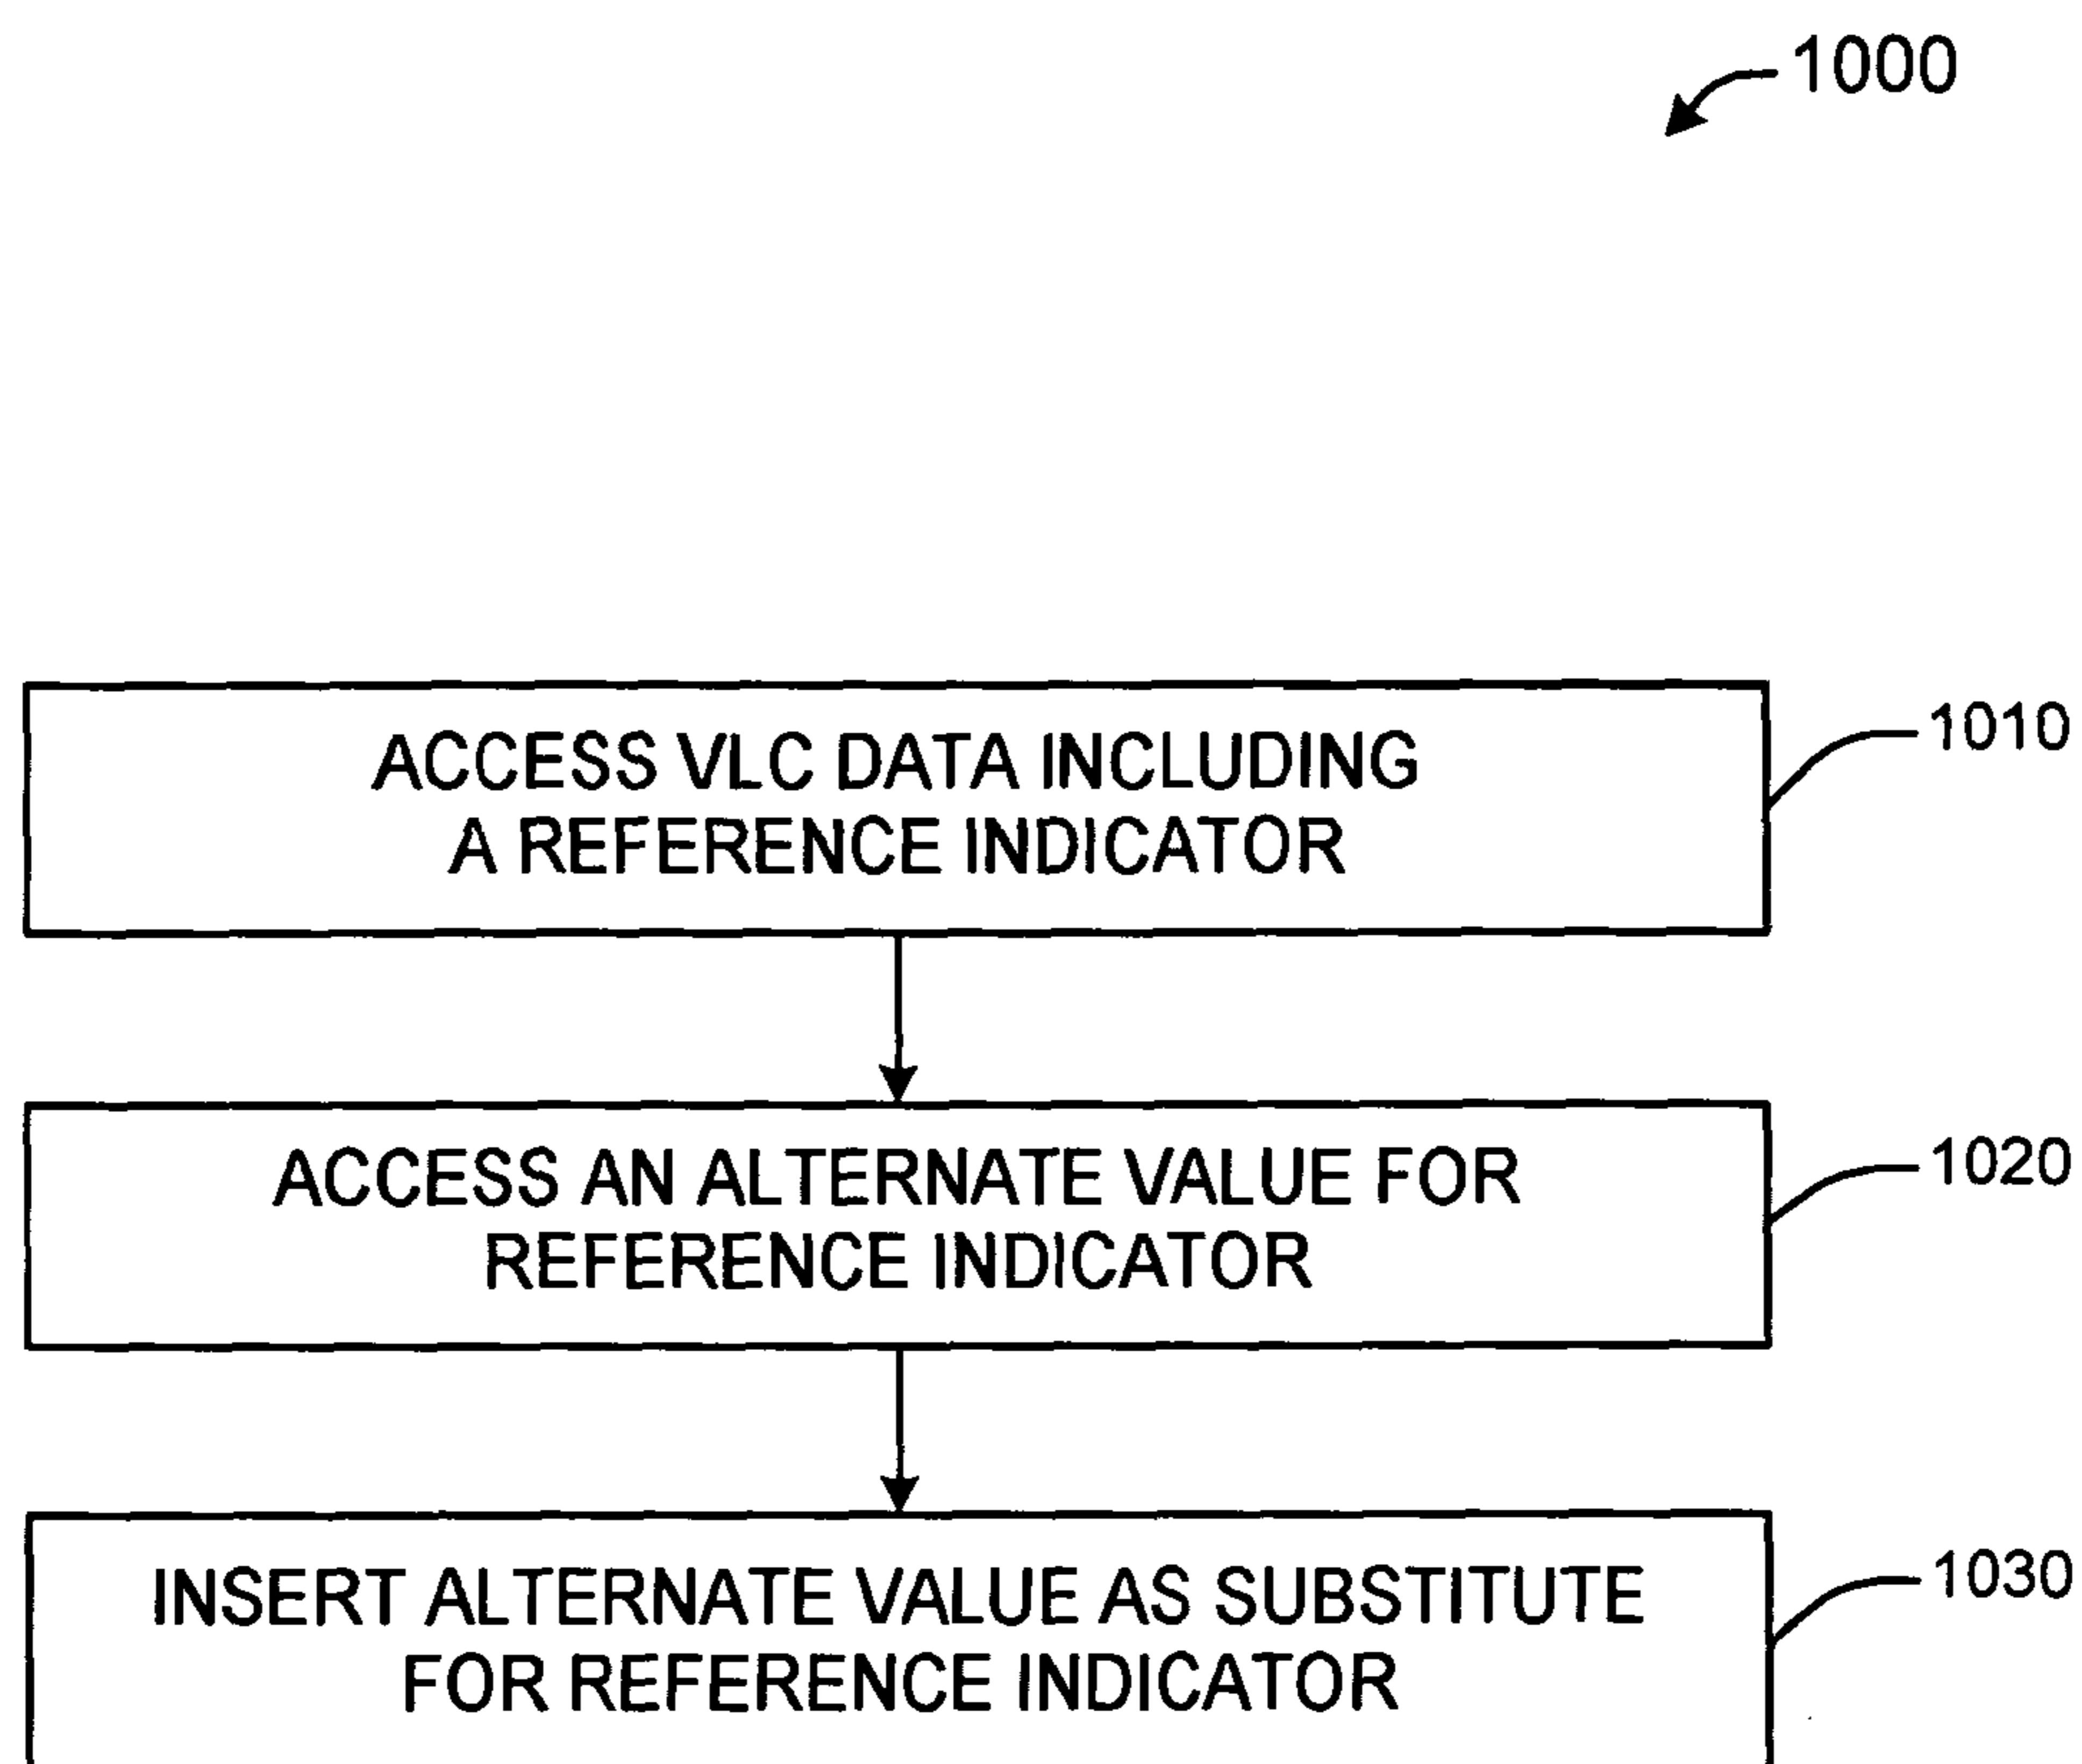 1000
ACCESS VLC DATA INCLUDING
A REFERENCE INDICATOR
1010
ACCESS AN ALTERNATE VALUE FOR
REFERENCE INDICATOR
1020
INSERT ALTERNATE VALUE AS SUBSTITUTE
FOR REFERENCE INDICATOR
1030